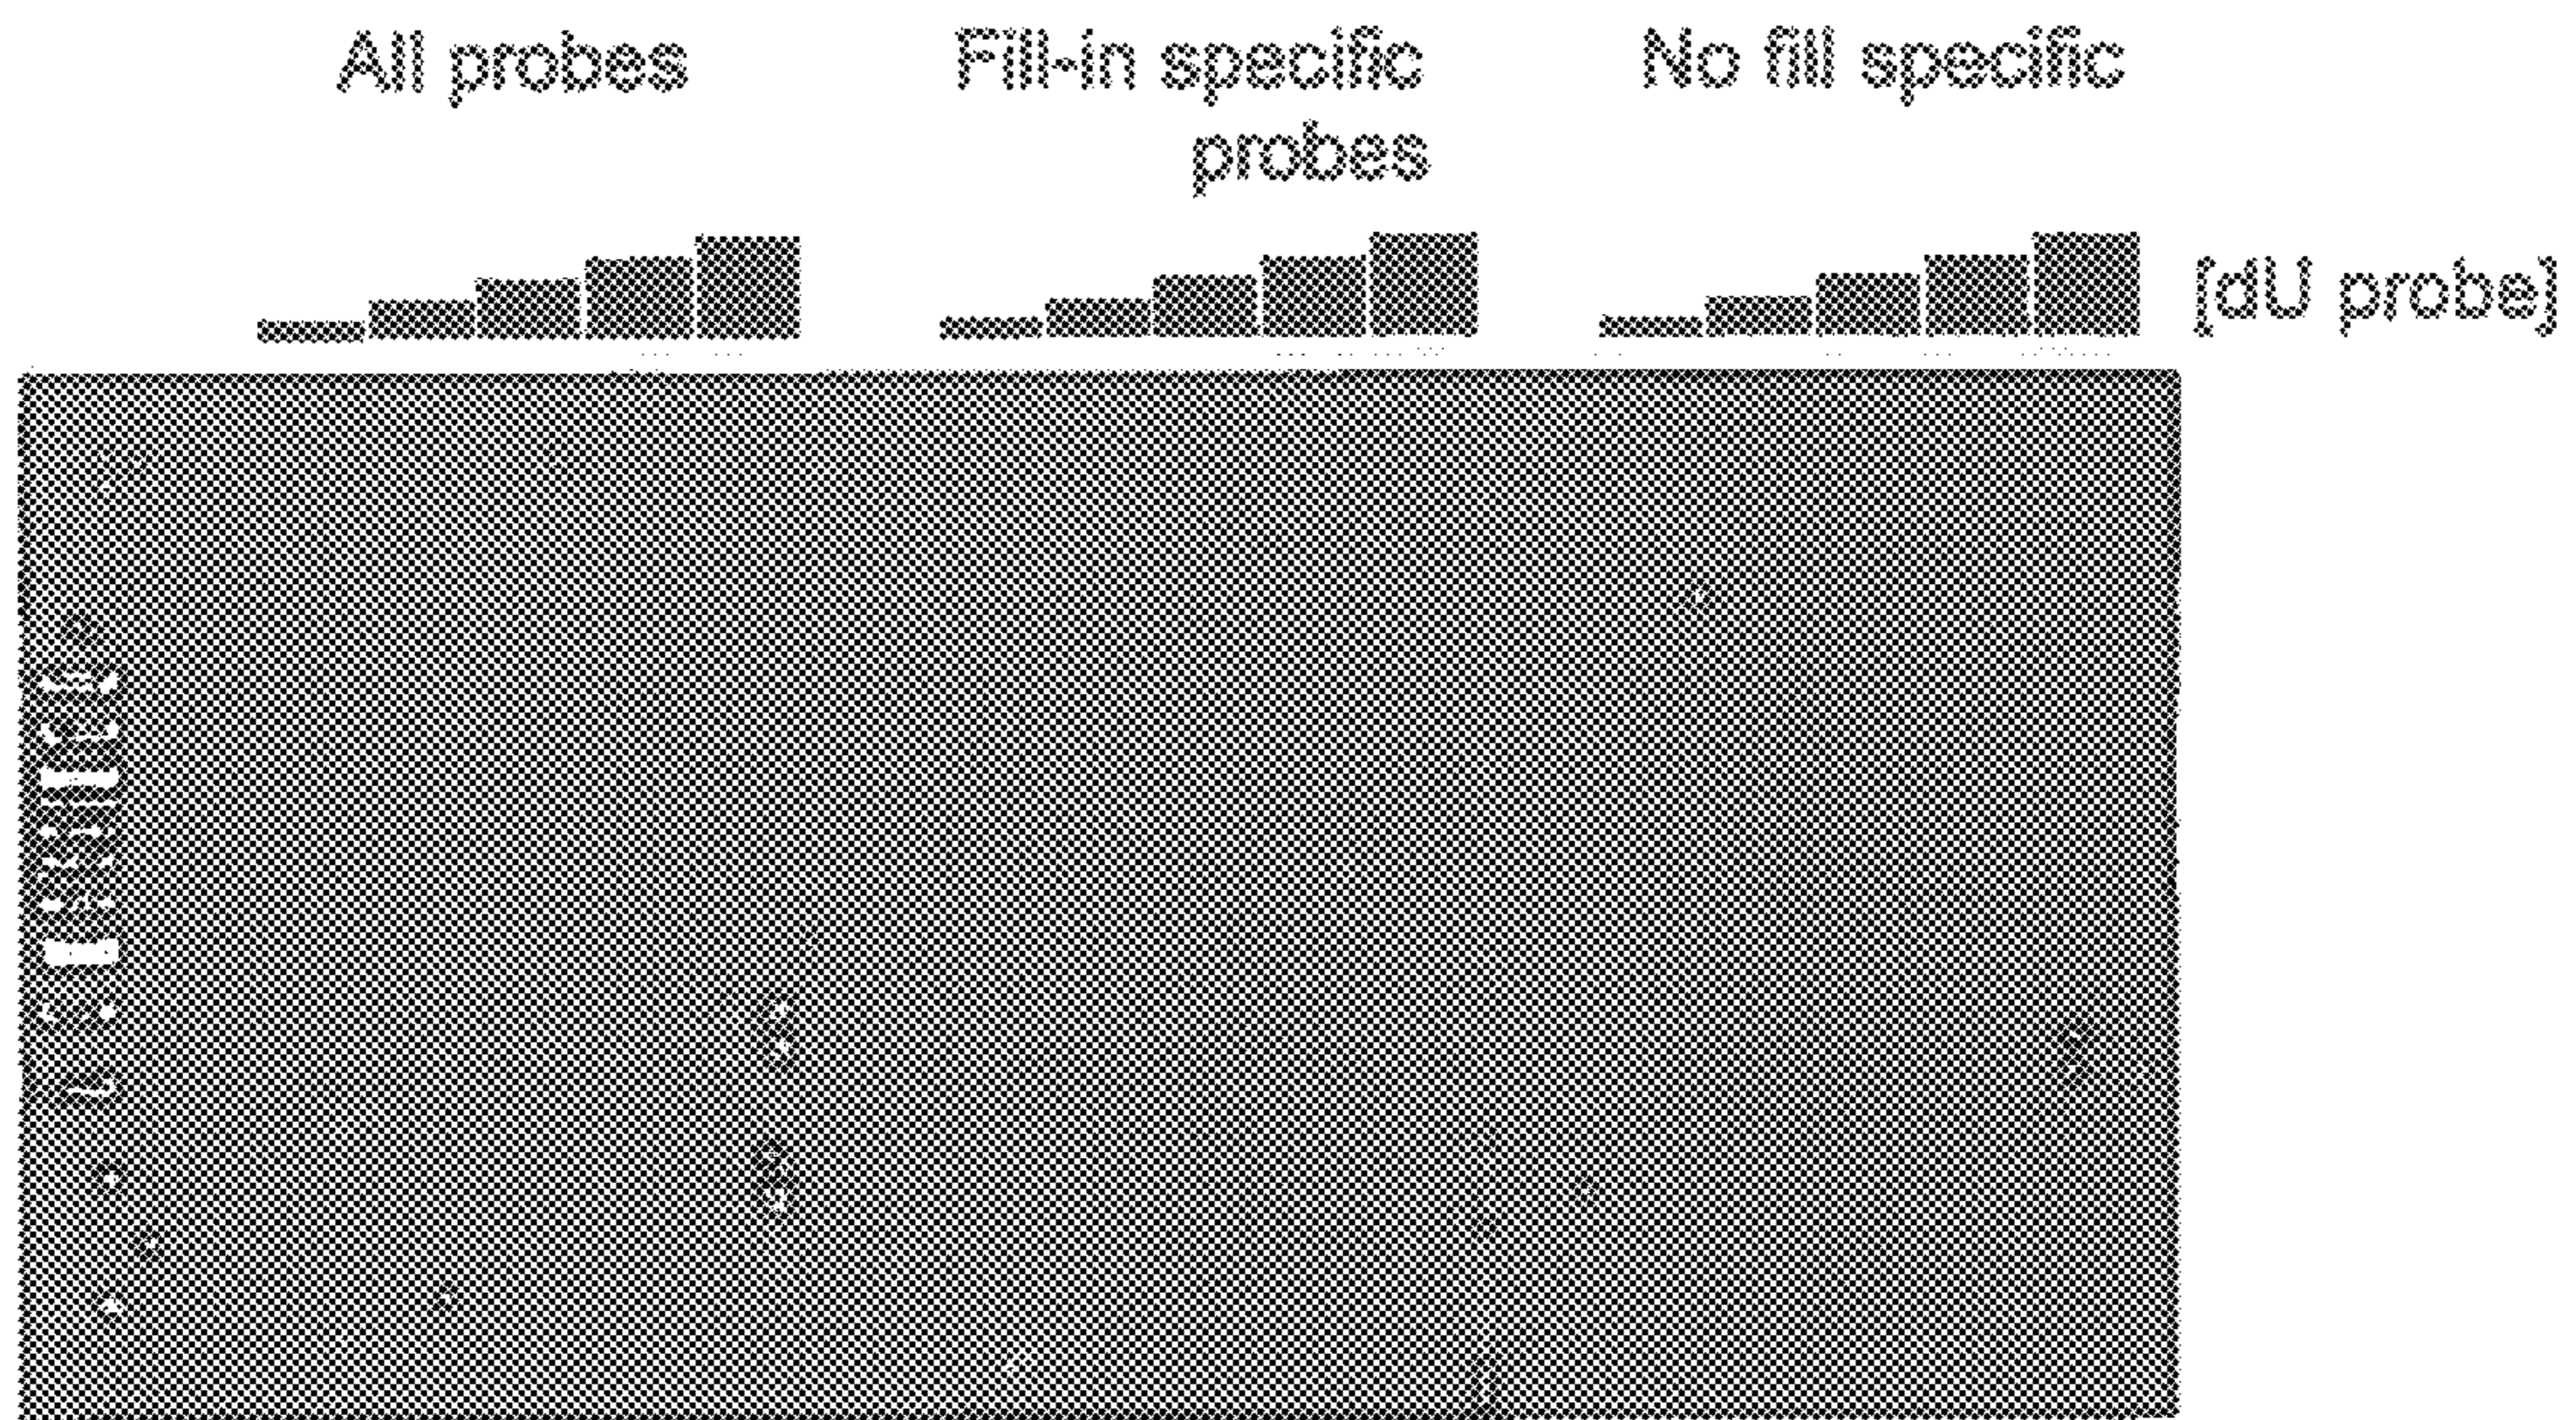 All probes
Fill-in specific
probes
No fill specific
[dU probe]